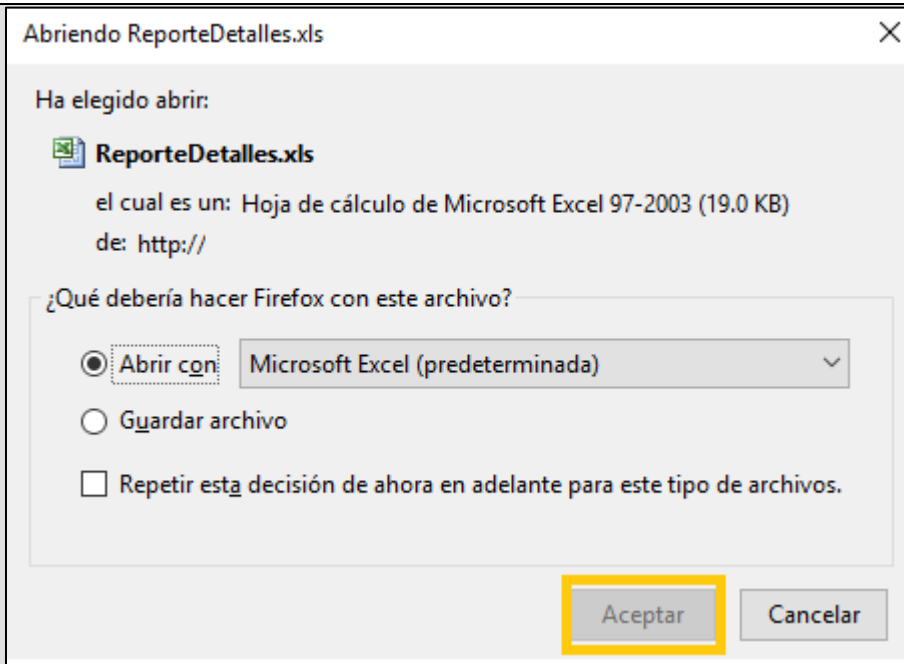 Abriendo ReporteDetalles.xls
Ha elegido abrir:
ReporteDetalles.xls
el cual es un: Hoja de cálculo de Microsoft Excel 97-2003 (19.0 KB)
de: http://
¿Qué debería hacer Firefox con este archivo?
Abrir con Microsoft Excel (predeterminada)
Guardar archivo
Repetir esta decisión de ahora en adelante para este tipo de archivos.
Aceptar Cancelar